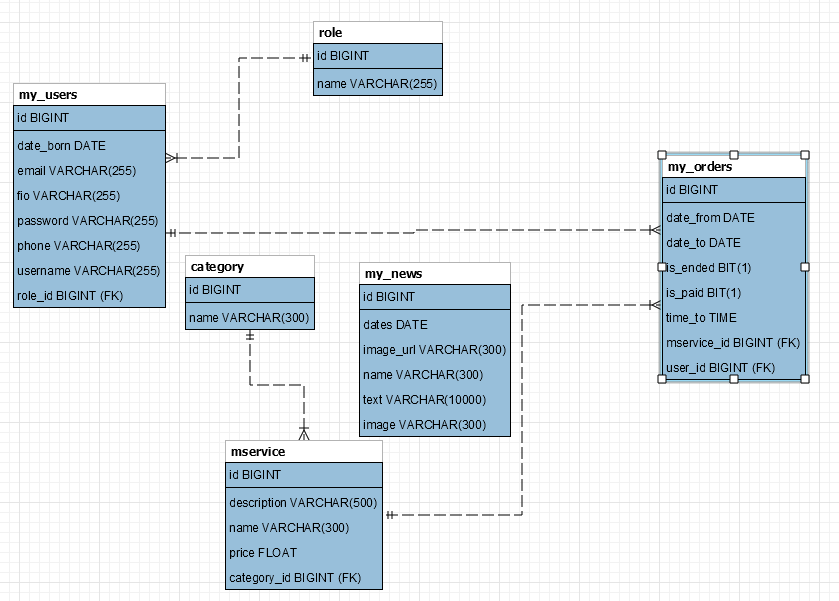 role
id BIGINT
name VARCHAR(255)
my_users
id BIGINT
date_born DATE
email VARCHAR(255)
fio VARCHAR(255)
password VARCHAR(255)
phone VARCHAR(255)
username VARCHAR(255)
role_id BIGINT (FK)
my_orders
id BIGINT
date_from DATE
date_to DATE
is_ended BIT(1)
is_paid BIT(1)
time_to TIME
mservice_id BIGINT (FK)
user_id BIGINT (FK)
category
id BIGINT
name VARCHAR(300)
my_news
id BIGINT
dates DATE
image_url VARCHAR(300)
name VARCHAR(300)
text VARCHAR(10000)
image VARCHAR(300)
mservice
id BIGINT
description VARCHAR(500)
name VARCHAR(300)
price FLOAT
category_id BIGINT (FK)